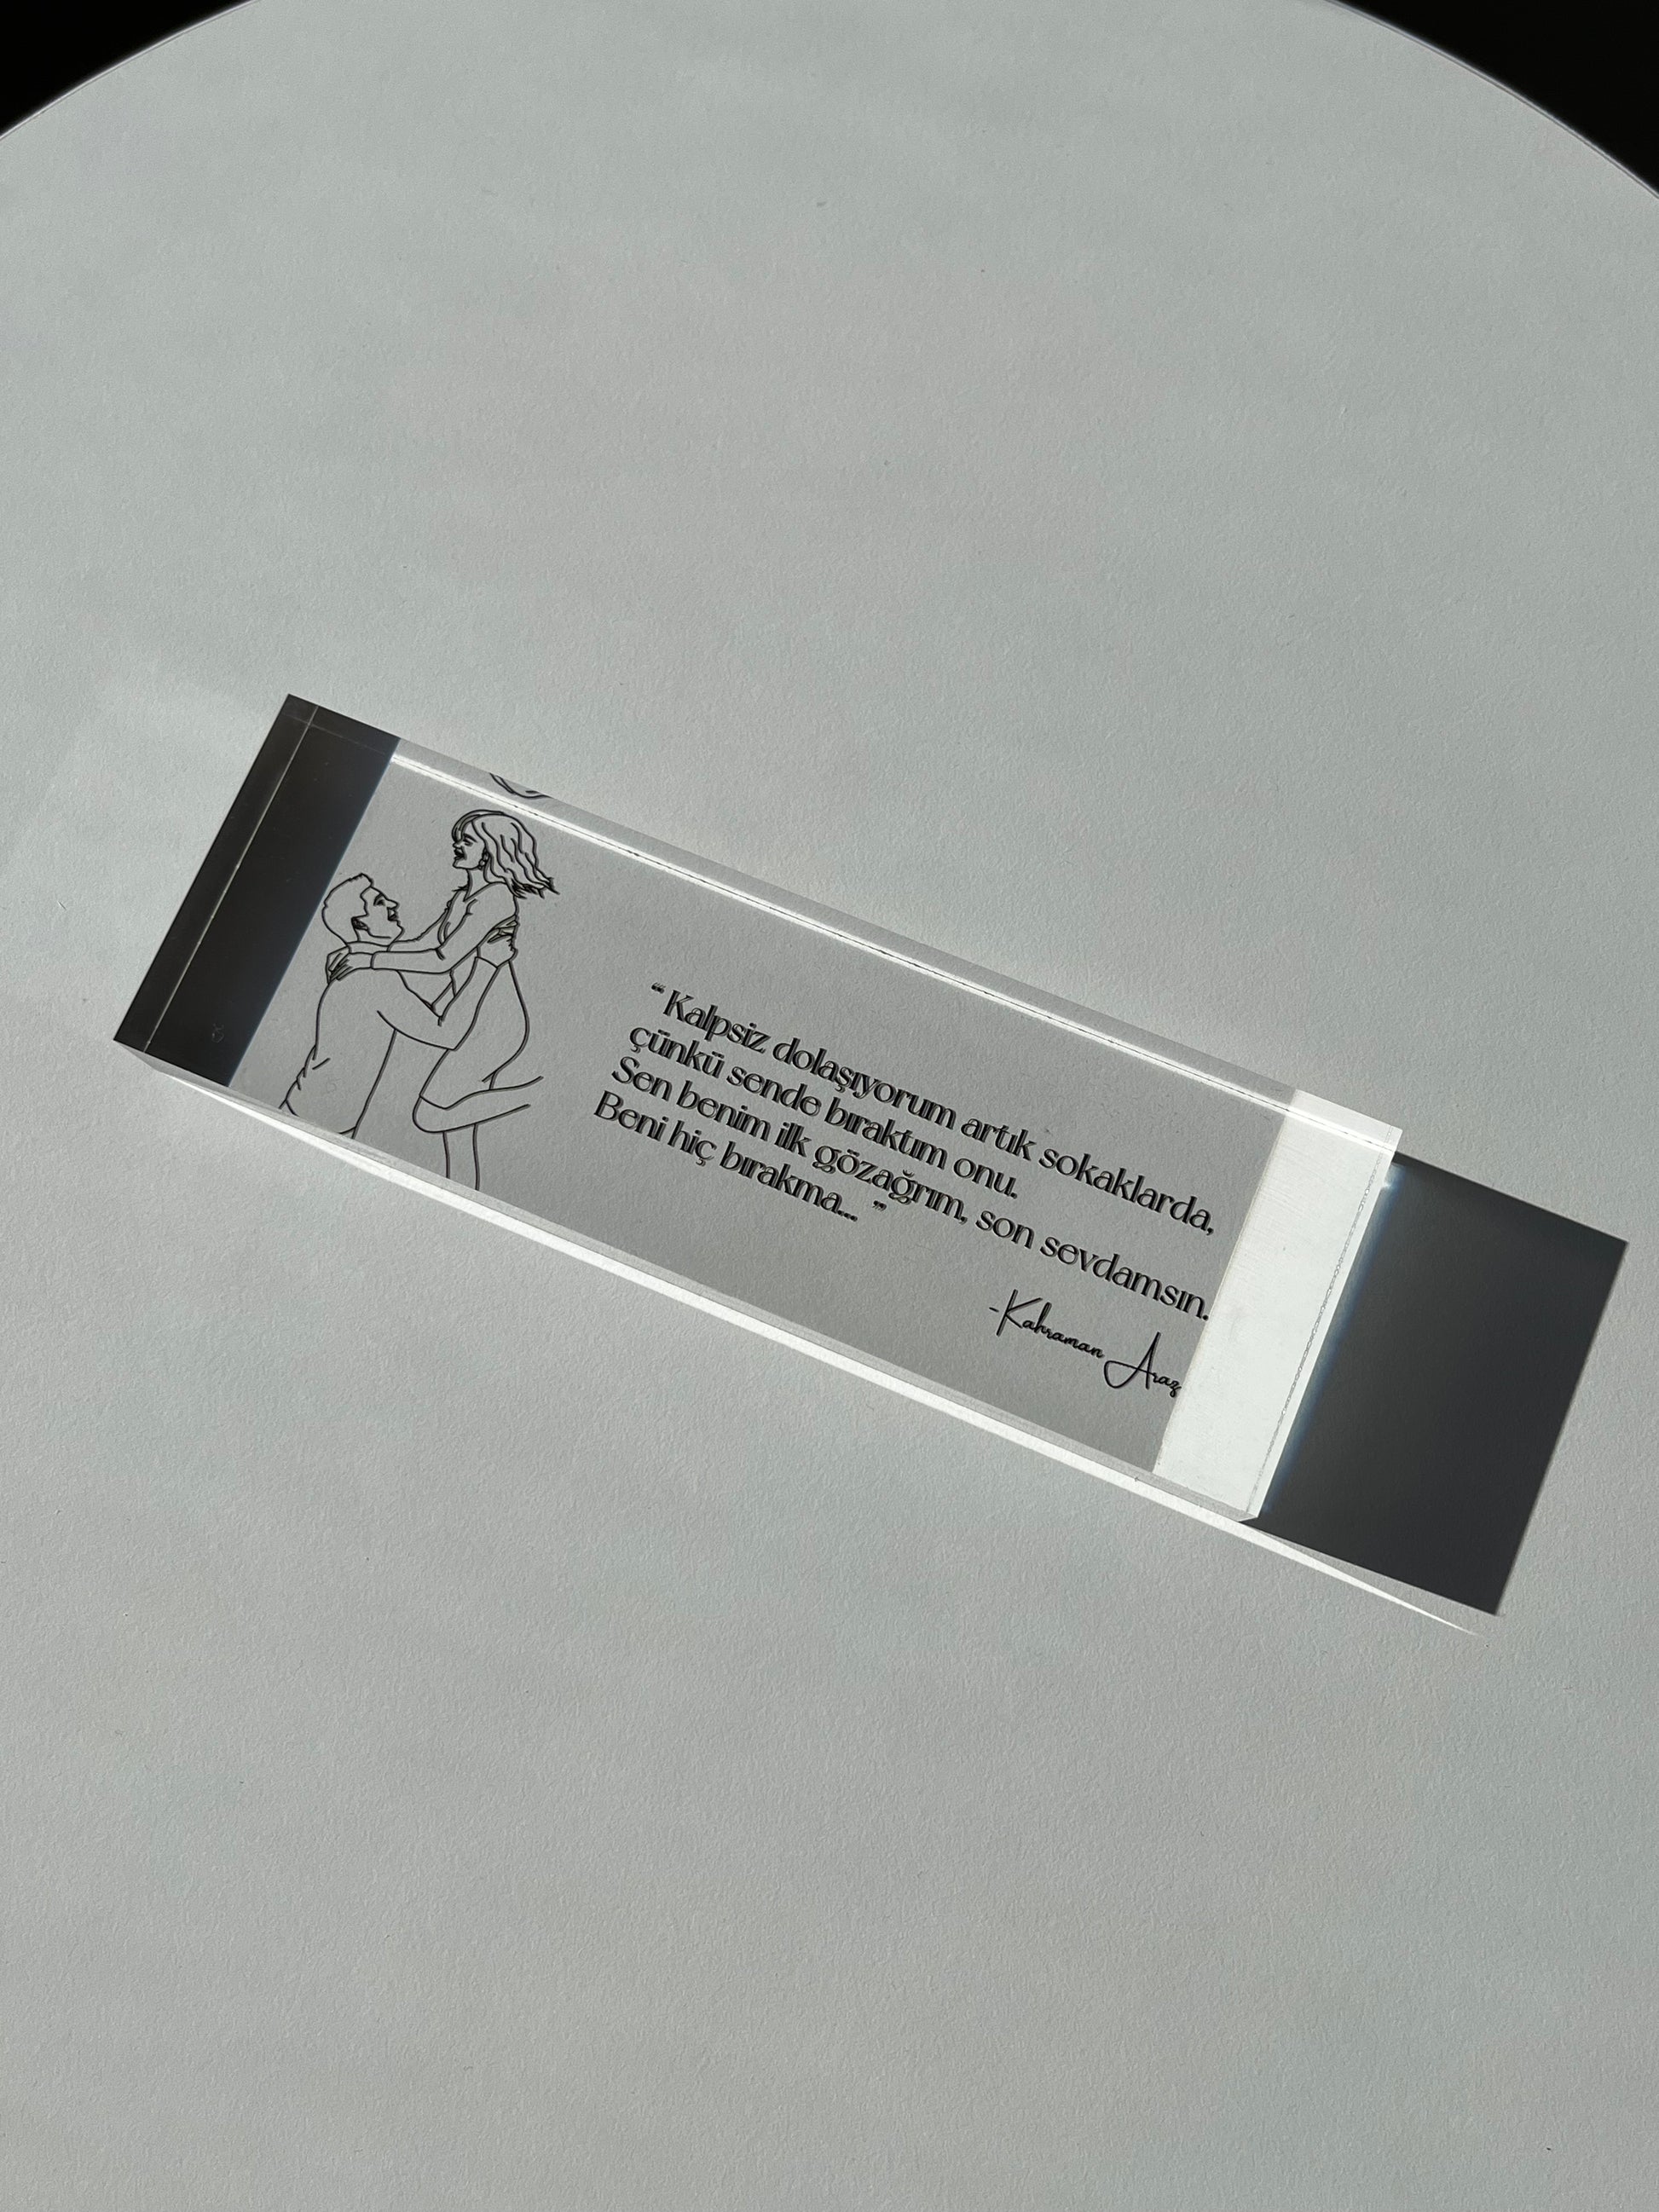 “Kalpsiz dolaşıyorum artık sokaklarda,
çünkü sende bıraktım onu.
Sen benim ilk gözağrım, son sevdamsın.
Beni hiç bırakma... ”
-Kahraman Araz